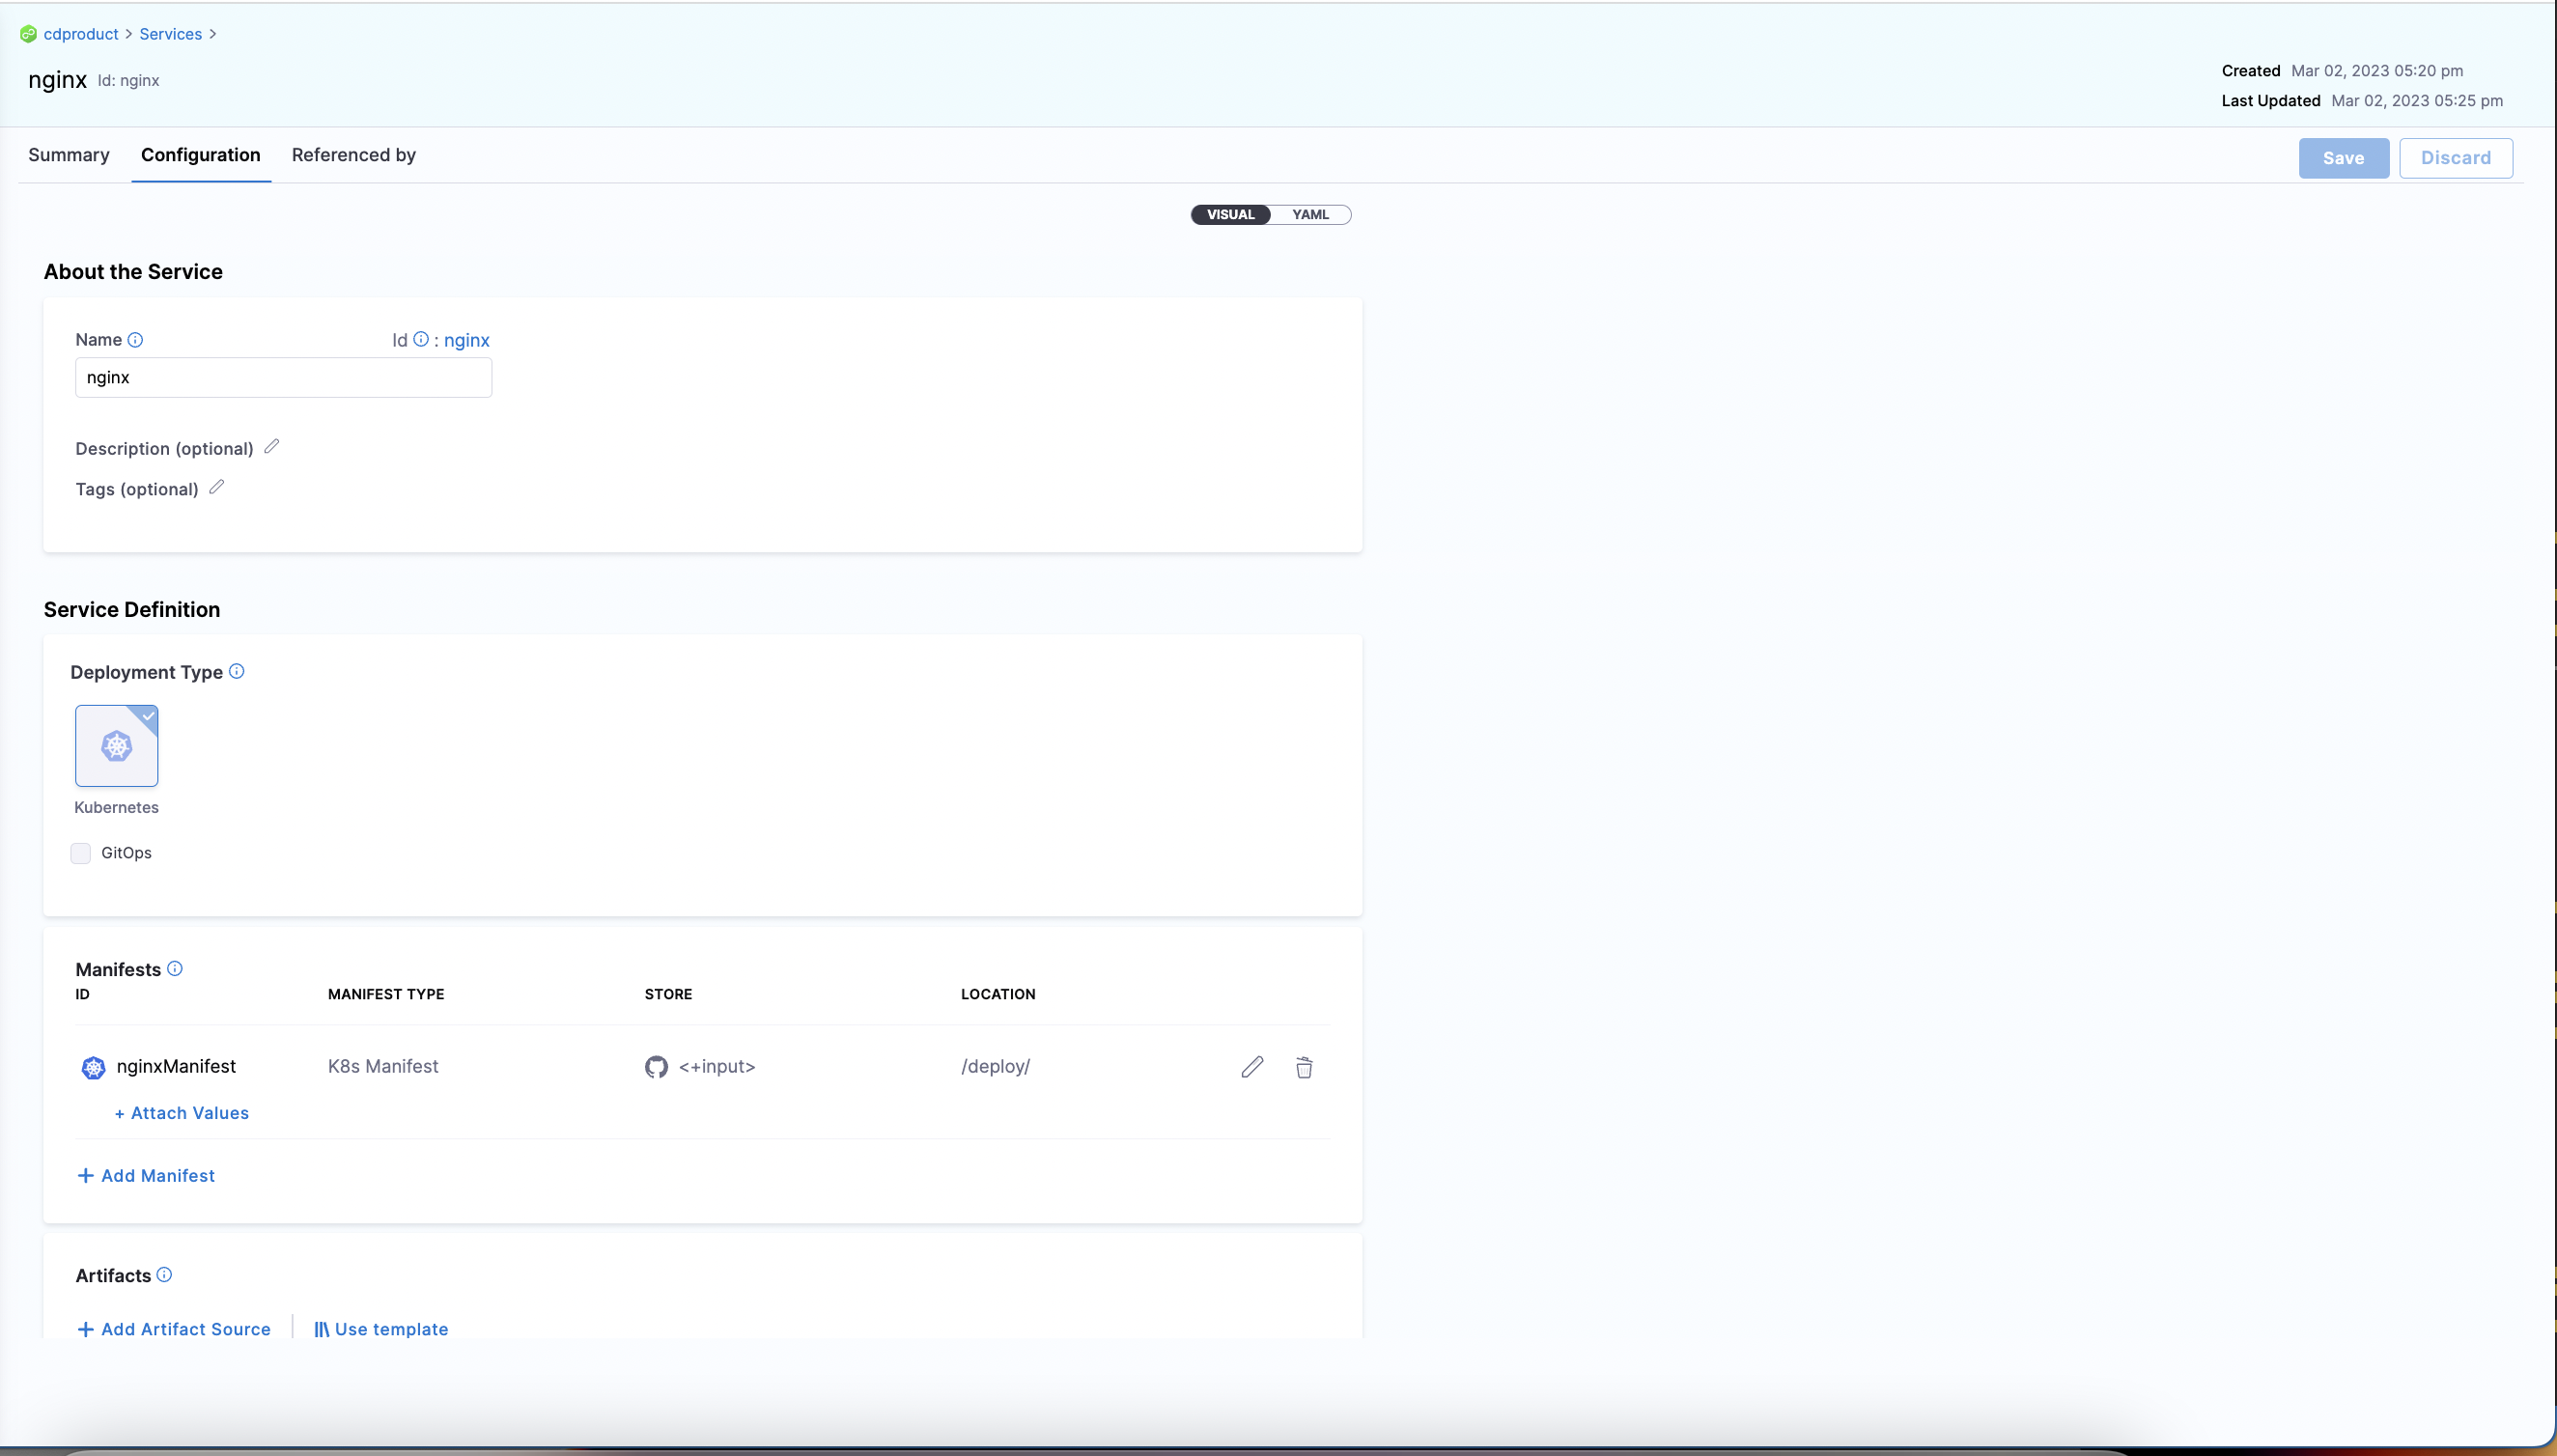 cdproduct > Services >
nginx Id: nginx
Created Mar 02, 2023 05:20 pm
Last Updated Mar 02, 2023 05:25 pm
Summary Configuration Referenced by
Save Discard
VISUAL YAML
About the Service
Name Id : nginx
nginx
Description (optional)
Tags (optional)
Service Definition
Deployment Type
Kubernetes
GitOps
Manifests
ID MANIFEST TYPE STORE LOCATION
nginxManifest K8s Manifest <+input> /deploy/
+ Attach Values
+ Add Manifest
Artifacts
+ Add Artifact Source Use template